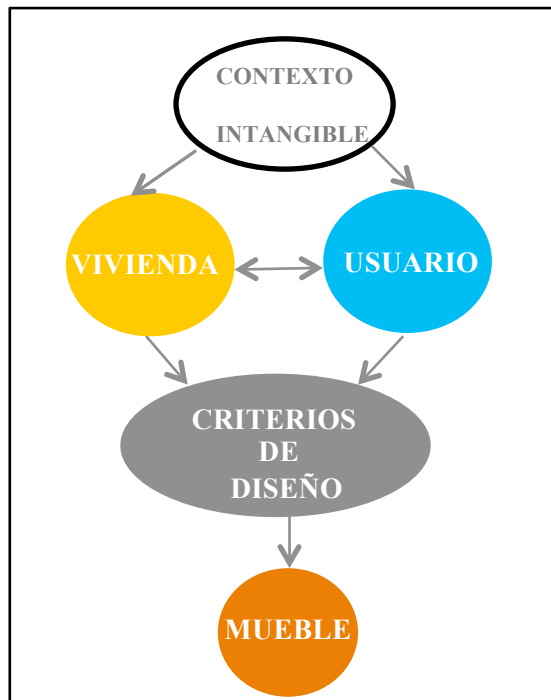 CONTEXTO
INTANGIBLE
VIVIENDA
USUARIO
CRITERIOS
DE
DISEÑO
MUEBLE